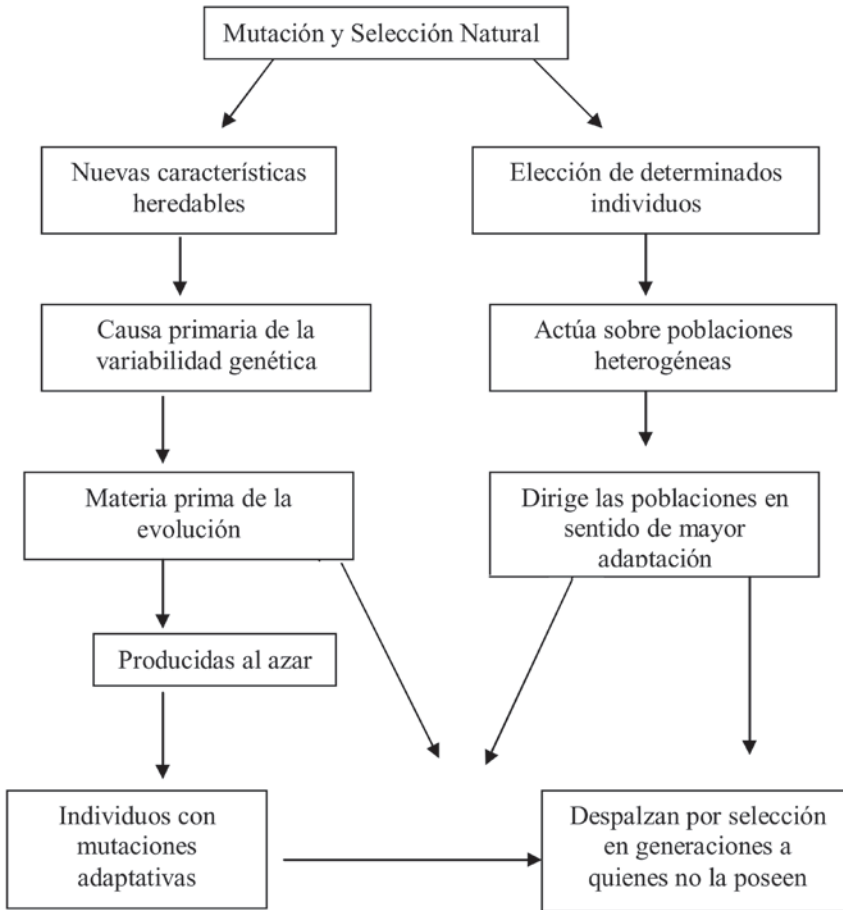 Mutación y Selección Natural
Nuevas características
heredables
Elección de determinados
individuos
Causa primaria de la
variabilidad genética
Actúa sobre poblaciones
heterogéneas
Materia prima de la
evolución
Dirige las poblaciones en
sentido de mayor
adaptación
Producidas al azar
Individuos con
mutaciones
adaptativas
Despalzan por selección
en generaciones a
quienes no la poseen